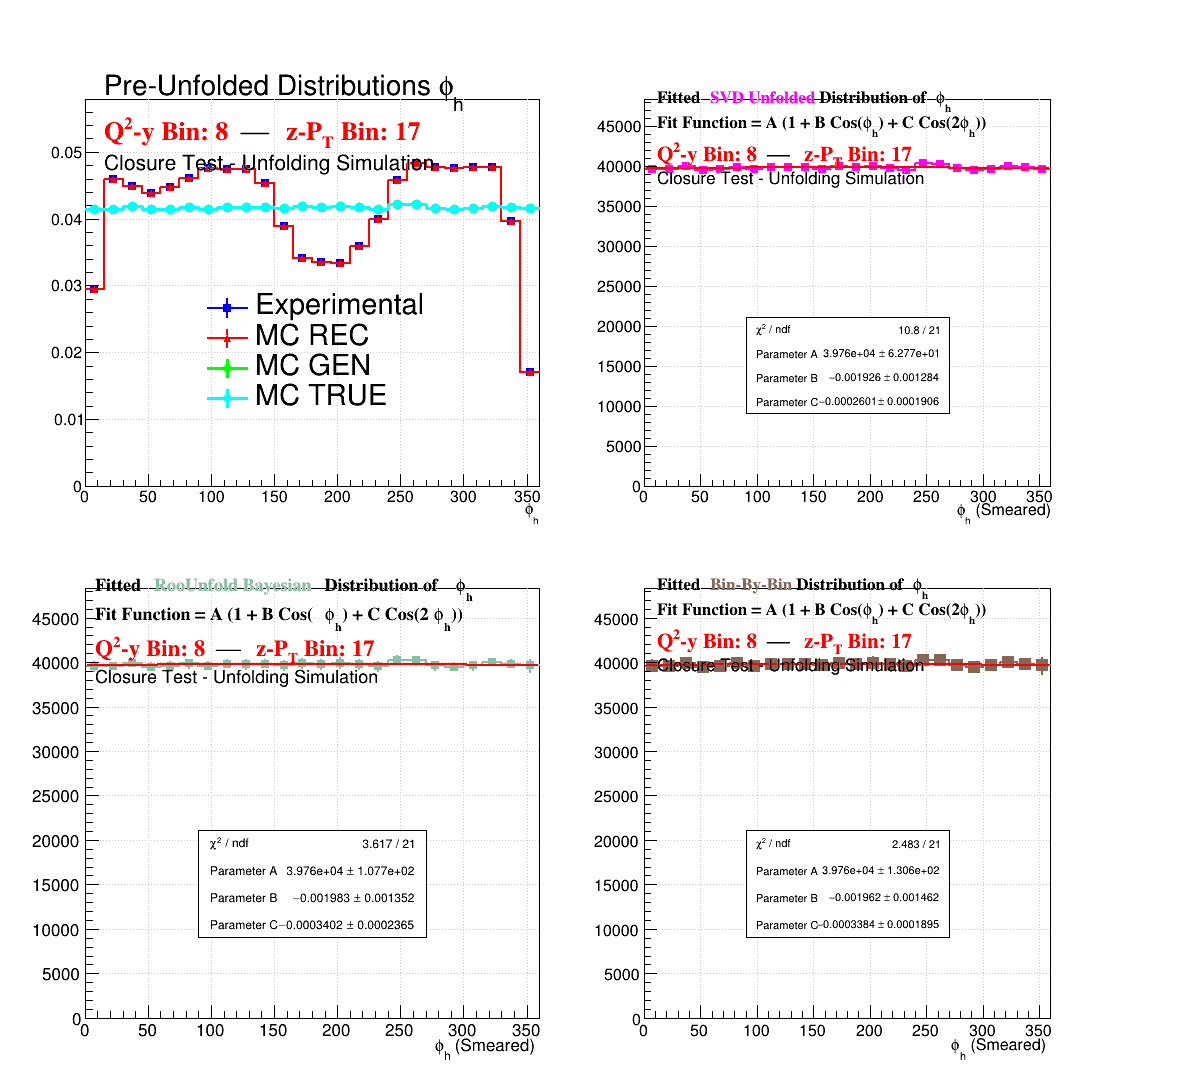 Pre-Unfolded Distributions ϕh
Q²-y Bin: 8 — z-PT Bin: 17
Closure Test - Unfolding Simulation
0.05
0.04
0.03
0.02
0.01
0
Experimental
MC REC
MC GEN
MC TRUE
0 50 100 150 200 250 300 350
ϕh
Fitted SVD Unfolded Distribution of ϕh
Fit Function = A (1 + B Cos(ϕh) + C Cos(2ϕh))
Q²-y Bin: 8 — z-PT Bin: 17
Closure Test - Unfolding Simulation
45000
40000
35000
30000
25000
20000
15000
10000
5000
0
χ² / ndf 10.8 / 21
Parameter A 3.976e+04 ± 6.277e+01
Parameter B −0.001926 ± 0.001284
Parameter C −0.0002601 ± 0.0001906
0 50 100 150 200 250 300 350
ϕh (Smeared)
Fitted RooUnfold Bayesian Distribution of ϕh
Fit Function = A (1 + B Cos( ϕh) + C Cos(2 ϕh))
Q²-y Bin: 8 — z-PT Bin: 17
Closure Test - Unfolding Simulation
45000
40000
35000
30000
25000
20000
15000
10000
5000
0
χ² / ndf 3.617 / 21
Parameter A 3.976e+04 ± 1.077e+02
Parameter B −0.001983 ± 0.001352
Parameter C −0.0003402 ± 0.0002365
0 50 100 150 200 250 300 350
ϕh (Smeared)
Fitted Bin-By-Bin Distribution of ϕh
Fit Function = A (1 + B Cos(ϕh) + C Cos(2ϕh))
Q²-y Bin: 8 — z-PT Bin: 17
Closure Test - Unfolding Simulation
45000
40000
35000
30000
25000
20000
15000
10000
5000
0
χ² / ndf 2.483 / 21
Parameter A 3.976e+04 ± 1.306e+02
Parameter B −0.001962 ± 0.001462
Parameter C −0.0003384 ± 0.0001895
0 50 100 150 200 250 300 350
ϕh (Smeared)